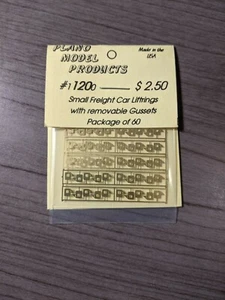 PLANO
MODEL
PRODUCTS
Made in the
USA
#1120o $ 2.50
Small Freight Car Liftrings
with removable Gussets
Package of 60